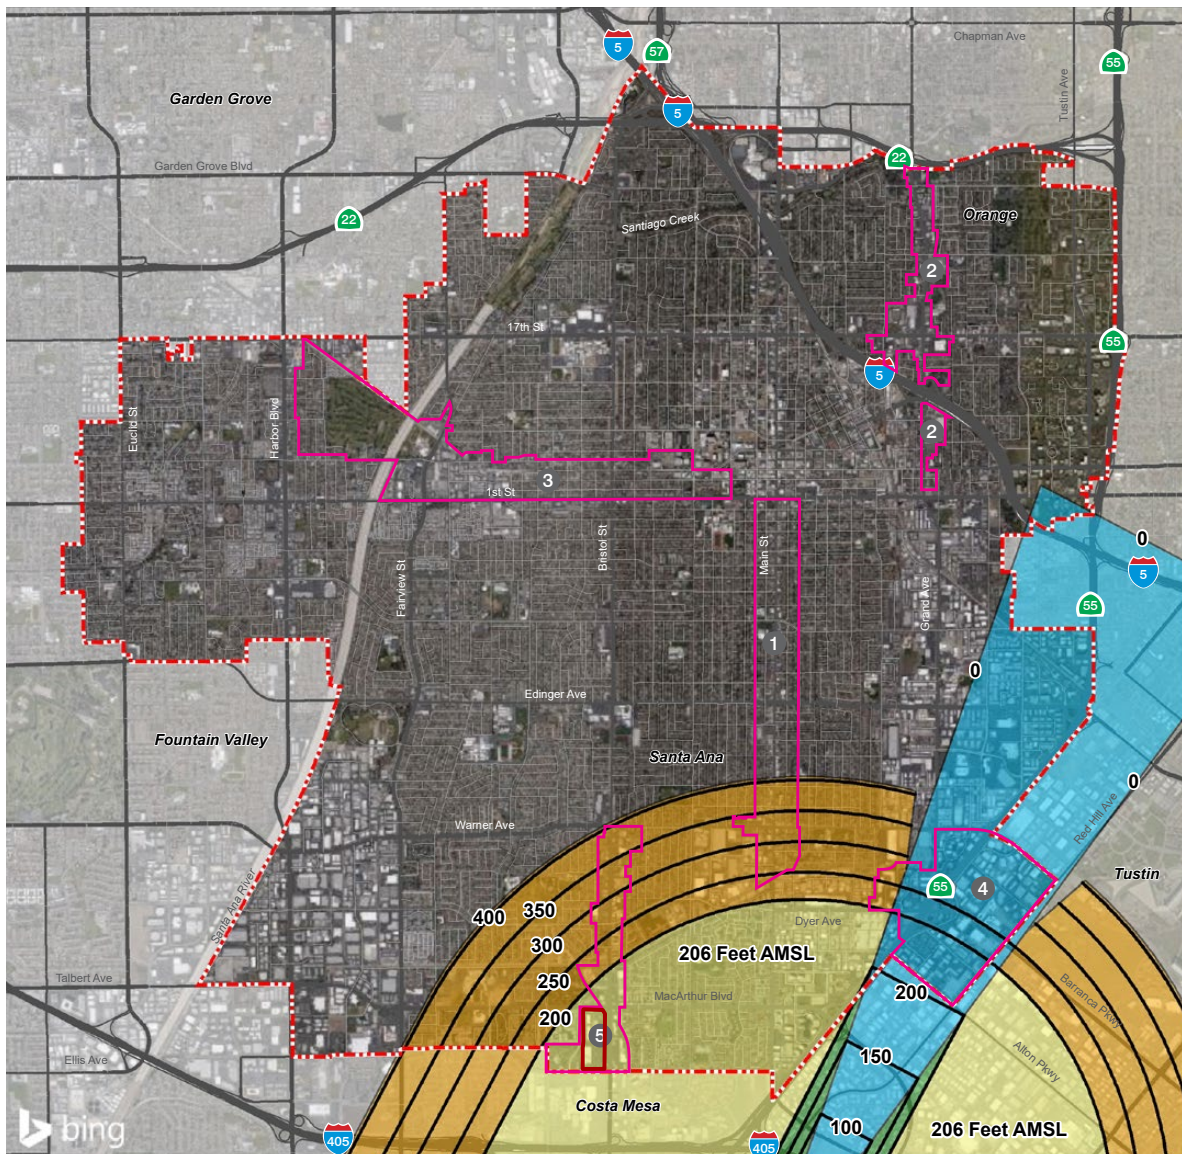 5
57
Chapman Ave
55
Tustin Ave
Garden Grove
5
Garden Grove Blvd
22
22
Santiago Creek
Orange
2
17th St
55
5
Euclid St
Harbor Blvd
2
3
1st St
Bristol St
Main St
Fairview St
Grand Ave
0
5
55
1
0
Edinger Ave
Fountain Valley
Santa Ana
0
Warner Ave
Red Hill Ave
Tustin
55
4
Santa Ana River
400
350
300
250
200
Dyer Ave
206 Feet AMSL
Talbert Ave
MacArthur Blvd
200
Barranca Pkwy
5
150
Alton Pkwy
Ellis Ave
Costa Mesa
100
206 Feet AMSL
bing
405
405